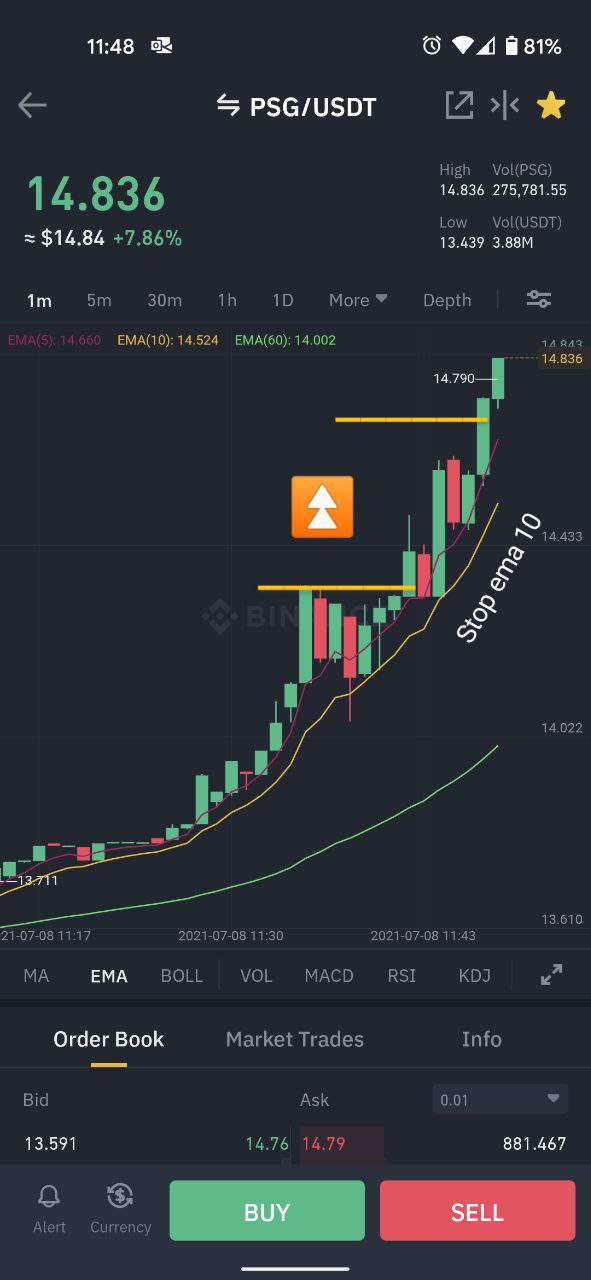 11:48
81%
PSG/USDT
14.836
≈ $14.84 +7.86%
High Vol(PSG)
14.836 275,781.55
Low Vol(USDT)
13.439 3.88M
1m 5m 30m 1h 1D More Depth
EMA(5): 14.660 EMA(10): 14.524 EMA(60): 14.002
14.843
14.836
14.790
14.433
Stop ema 10
14.022
13.711
13.610
21-07-08 11:17 2021-07-08 11:30 2021-07-08 11:43
MA EMA BOLL VOL MACD RSI KDJ
Order Book Market Trades Info
Bid Ask 0.01
13.591 14.76 14.79 881.467
Alert Currency BUY SELL